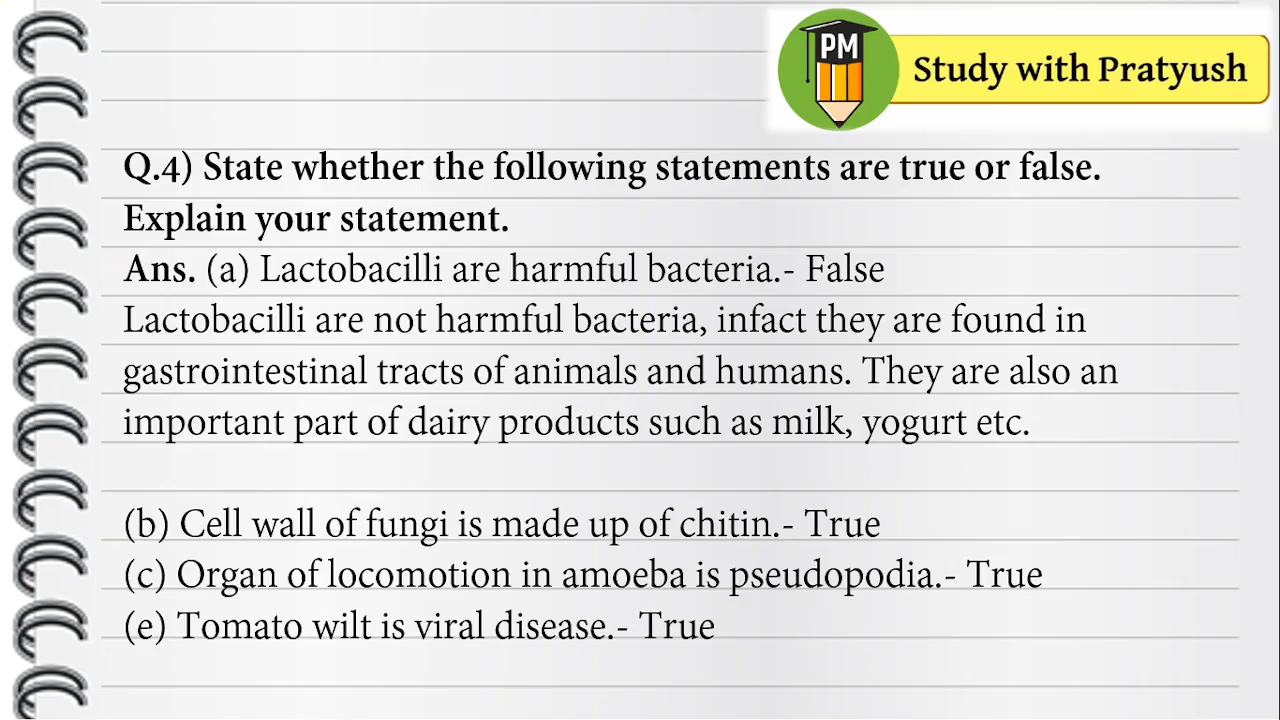 PM
Study with Pratyush
Q.4) State whether the following statements are true or false.
Explain your statement.
Ans. (a) Lactobacilli are harmful bacteria.- False
Lactobacilli are not harmful bacteria, infact they are found in
gastrointestinal tracts of animals and humans. They are also an
important part of dairy products such as milk, yogurt etc.
(b) Cell wall of fungi is made up of chitin.- True
(c) Organ of locomotion in amoeba is pseudopodia.- True
(e) Tomato wilt is viral disease.- True